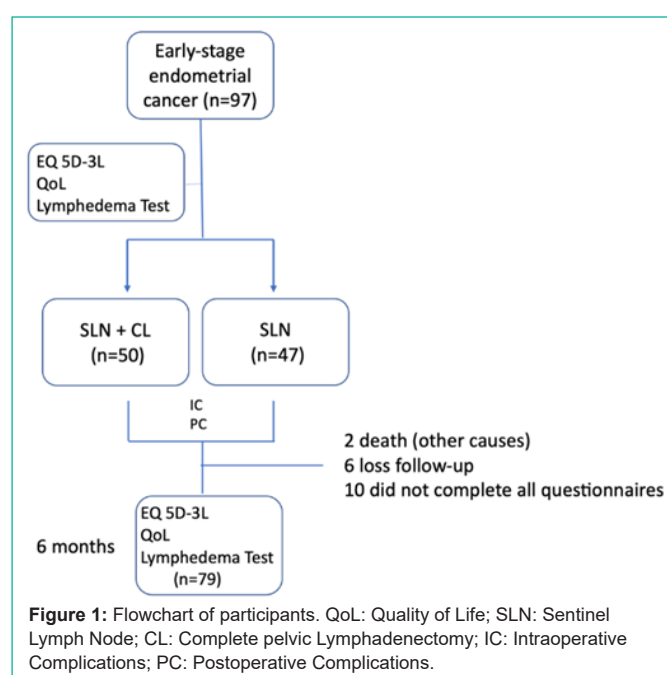 Early-stage
endometrial
cancer (n=97)
EQ 5D-3L
QoL
Lymphedema Test
SLN + CL
(n=50)
SLN
(n=47)
IC
PC
2 death (other causes)
6 loss follow-up
10 did not complete all questionnaires
6 months
EQ 5D-3L
QoL
Lymphedema Test
(n=79)
Figure 1: Flowchart of participants. QoL: Quality of Life; SLN: Sentinel
Lymph Node; CL: Complete pelvic Lymphadenectomy; IC: Intraoperative
Complications; PC: Postoperative Complications.